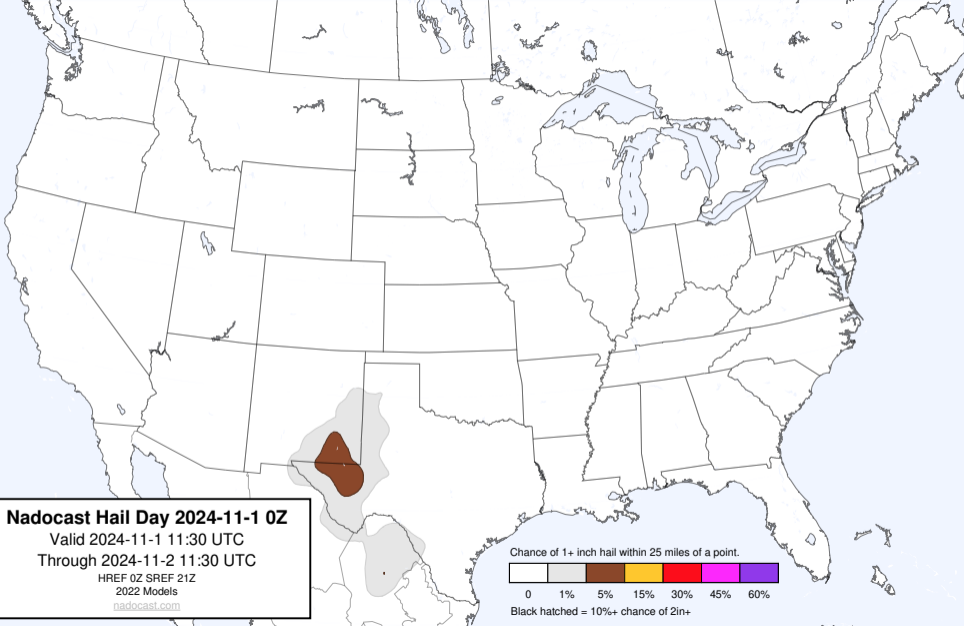 Nadocast Hail Day 2024-11-1 0Z
Valid 2024-11-1 11:30 UTC
Through 2024-11-2 11:30 UTC
HREF 0Z SREF 21Z
2022 Models
nadocast.com
Chance of 1+ inch hail within 25 miles of a point.
0 1% 5% 15% 30% 45% 60%
Black hatched = 10%+ chance of 2in+